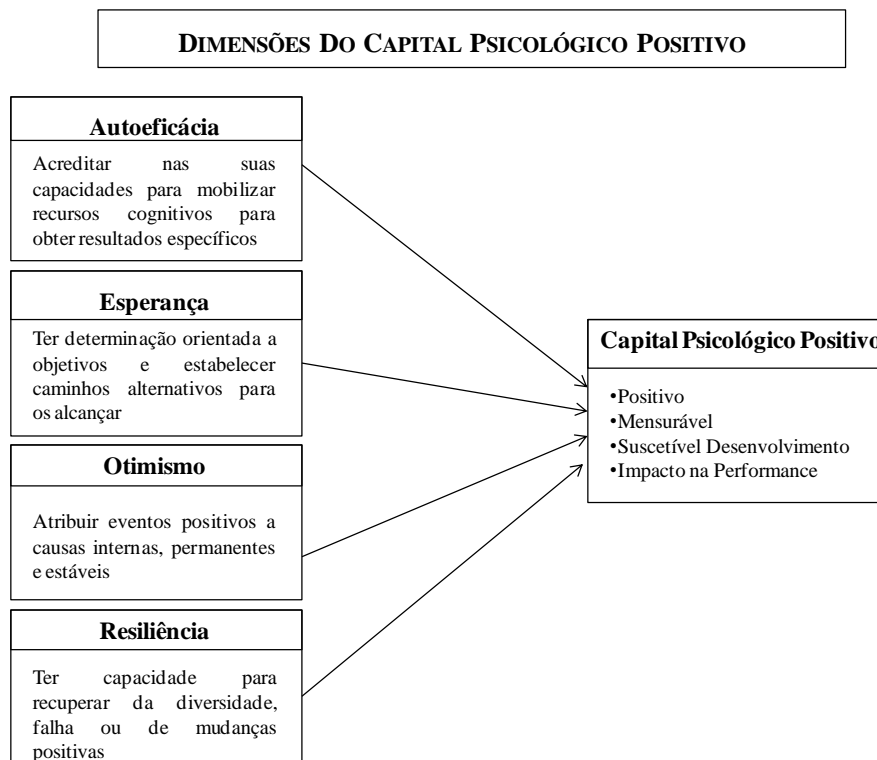 DIMENSÕES DO CAPITAL PSICOLÓGICO POSITIVO
Autoeficácia
Acreditar nas suas
capacidades para mobilizar
recursos cognitivos para
obter resultados específicos
Esperança
Ter determinação orientada a
objetivos e estabelecer
caminhos alternativos para
os alcançar
Otimismo
Atribuir eventos positivos a
causas internas, permanentes
e estáveis
Resiliência
Ter capacidade para
recuperar da diversidade,
falha ou de mudanças
positivas
Capital Psicológico Positivo
•Positivo
•Mensurável
•Suscetível Desenvolvimento
•Impacto na Performance